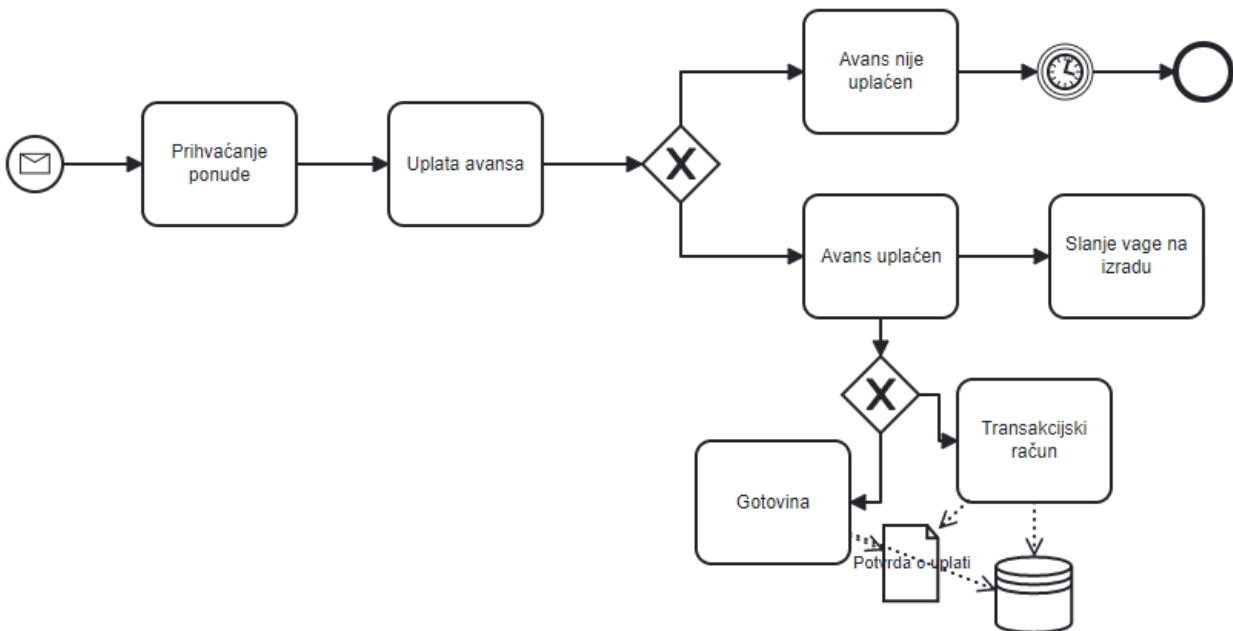 Avans nije
uplaćen
Prihvaćanje
ponude
Uplata avansa
Avans uplaćen
Slanje vage na
izradu
Transakcijski
račun
Gotovina
Potvrda o uplati